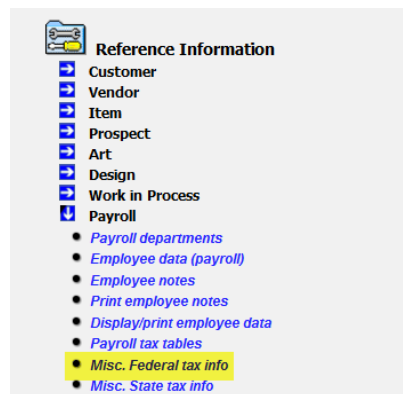 Reference Information
Customer
Vendor
Item
Prospect
Art
Design
Work in Process
Payroll
Payroll departments
Employee data (payroll)
Employee notes
Print employee notes
Display/print employee data
Payroll tax tables
Misc. Federal tax info
Misc. State tax info